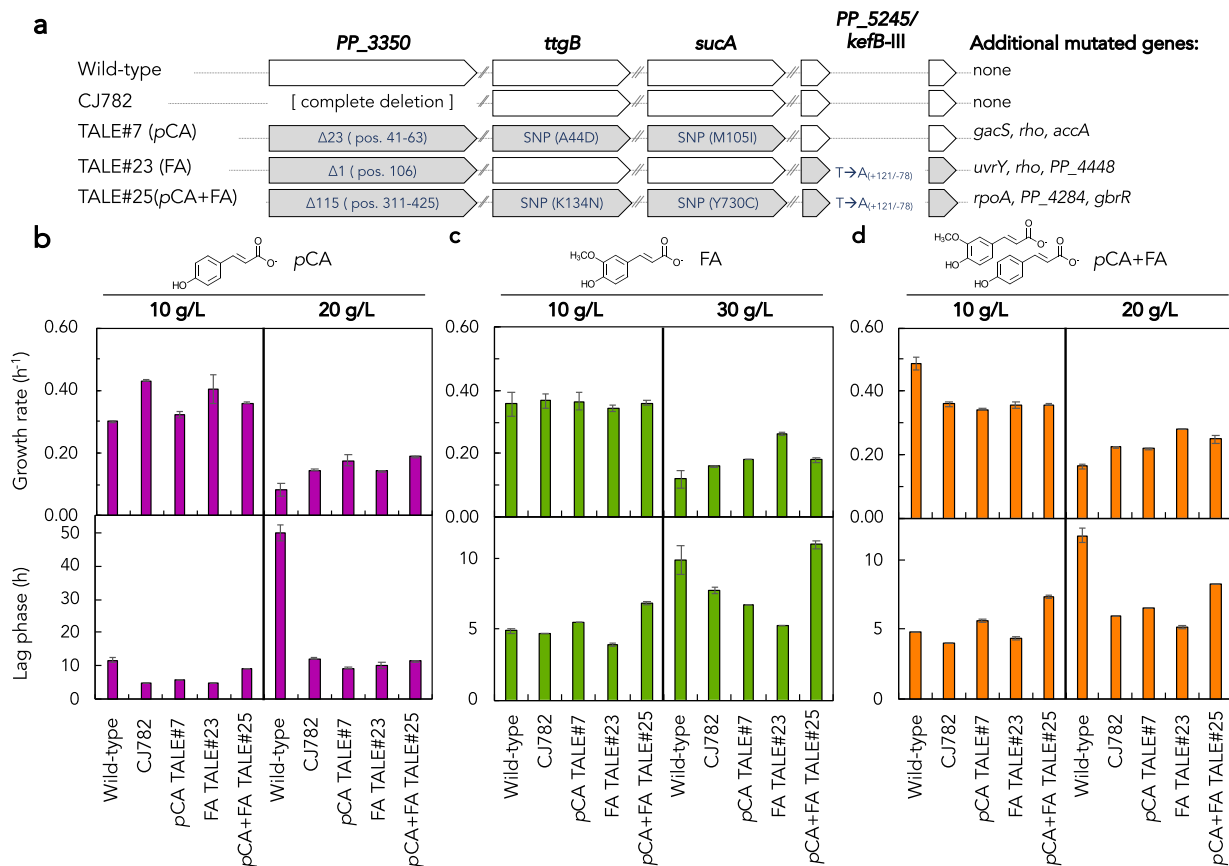 a
PP_3350 ttgB sucA PP_5245/ kefB-III Additional mutated genes:
Wild-type none
CJ782 [ complete deletion ] none
TALE#7 (pCA) Δ23 ( pos. 41-63) SNP (A44D) SNP (M105I) gacS, rho, accA
TALE#23 (FA) Δ1 ( pos. 106) T→A(+121/-78) uvrY, rho, PP_4448
TALE#25(pCA+FA) Δ115 ( pos. 311-425) SNP (K134N) SNP (Y730C) T→A(+121/-78) rpoA, PP_4284, gbrR
b
HO O O- pCA
10 g/L 20 g/L
Growth rate (h-1)
0.60
0.40
0.20
0.00
Lag phase (h)
50
40
30
20
10
0
Wild-type
CJ782
pCA TALE#7
FA TALE#23
pCA+FA TALE#25
Wild-type
CJ782
pCA TALE#7
FA TALE#23
pCA+FA TALE#25
c
H3C O HO O O- FA
10 g/L 30 g/L
0.60
0.40
0.20
0.00
10
5
0
Wild-type
CJ782
pCA TALE#7
FA TALE#23
pCA+FA TALE#25
Wild-type
CJ782
pCA TALE#7
FA TALE#23
pCA+FA TALE#25
d
H3C O HO O O- HO O O- pCA+FA
10 g/L 20 g/L
0.60
0.40
0.20
0.00
10
5
0
Wild-type
CJ782
pCA TALE#7
FA TALE#23
pCA+FA TALE#25
Wild-type
CJ782
pCA TALE#7
FA TALE#23
pCA+FA TALE#25